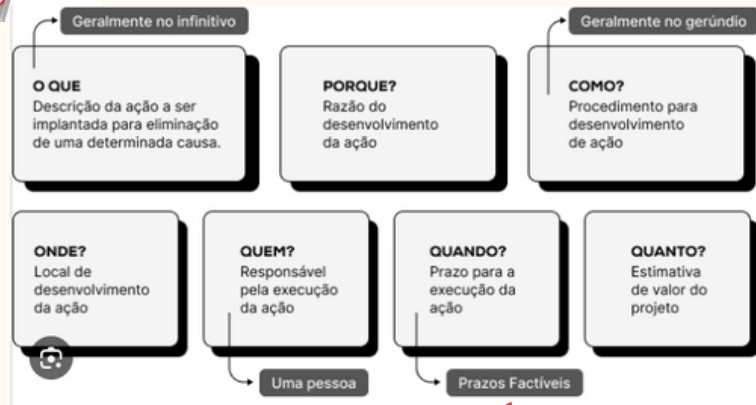 Geralmente no infinitivo
Geralmente no gerúndio
O QUE
Descrição da ação a ser
implantada para eliminação
de uma determinada causa.
PORQUE?
Razão do
desenvolvimento
da ação
COMO?
Procedimento para
desenvolvimento
de ação
ONDE?
Local de
desenvolvimento
da ação
QUEM?
Responsável
pela execução
da ação
QUANDO?
Prazo para a
execução da
ação
QUANTO?
Estimativa
de valor do
projeto
Uma pessoa
Prazos Factíveis